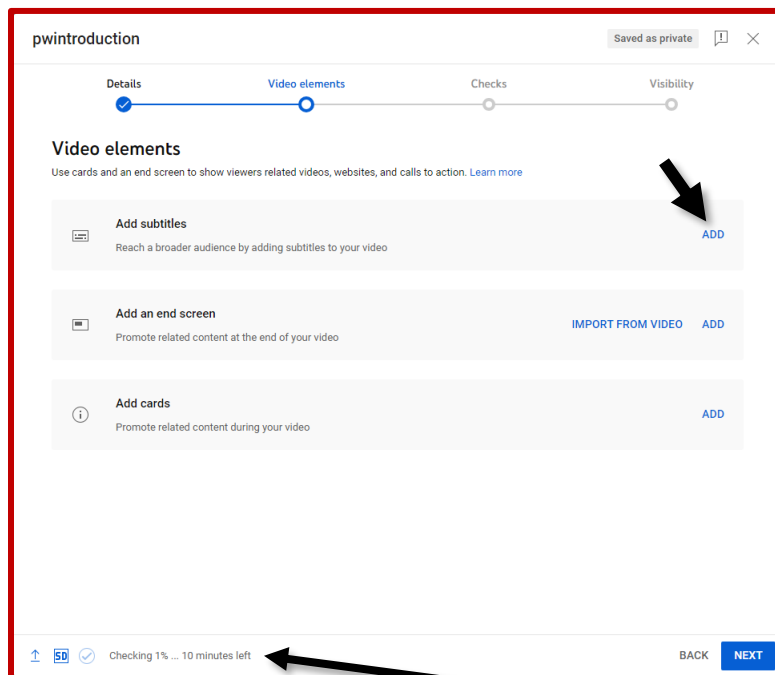 pwintroduction
Saved as private
Details
Video elements
Checks
Visibility
Video elements
Use cards and an end screen to show viewers related videos, websites, and calls to action. Learn more
Add subtitles
Reach a broader audience by adding subtitles to your video
ADD
Add an end screen
Promote related content at the end of your video
IMPORT FROM VIDEO
ADD
Add cards
Promote related content during your video
ADD
SD
Checking 1% ... 10 minutes left
BACK
NEXT